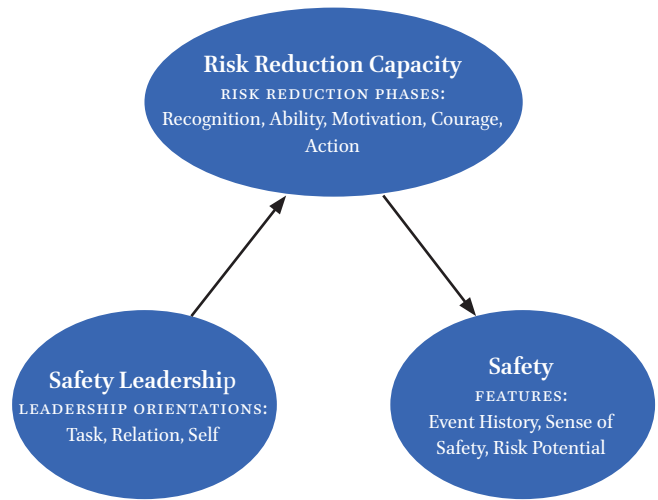 Risk Reduction Capacity
RISK REDUCTION PHASES:
Recognition, Ability, Motivation, Courage,
Action
Safety Leadership
LEADERSHIP ORIENTATIONS:
Task, Relation, Self
Safety
FEATURES:
Event History, Sense of
Safety, Risk Potential